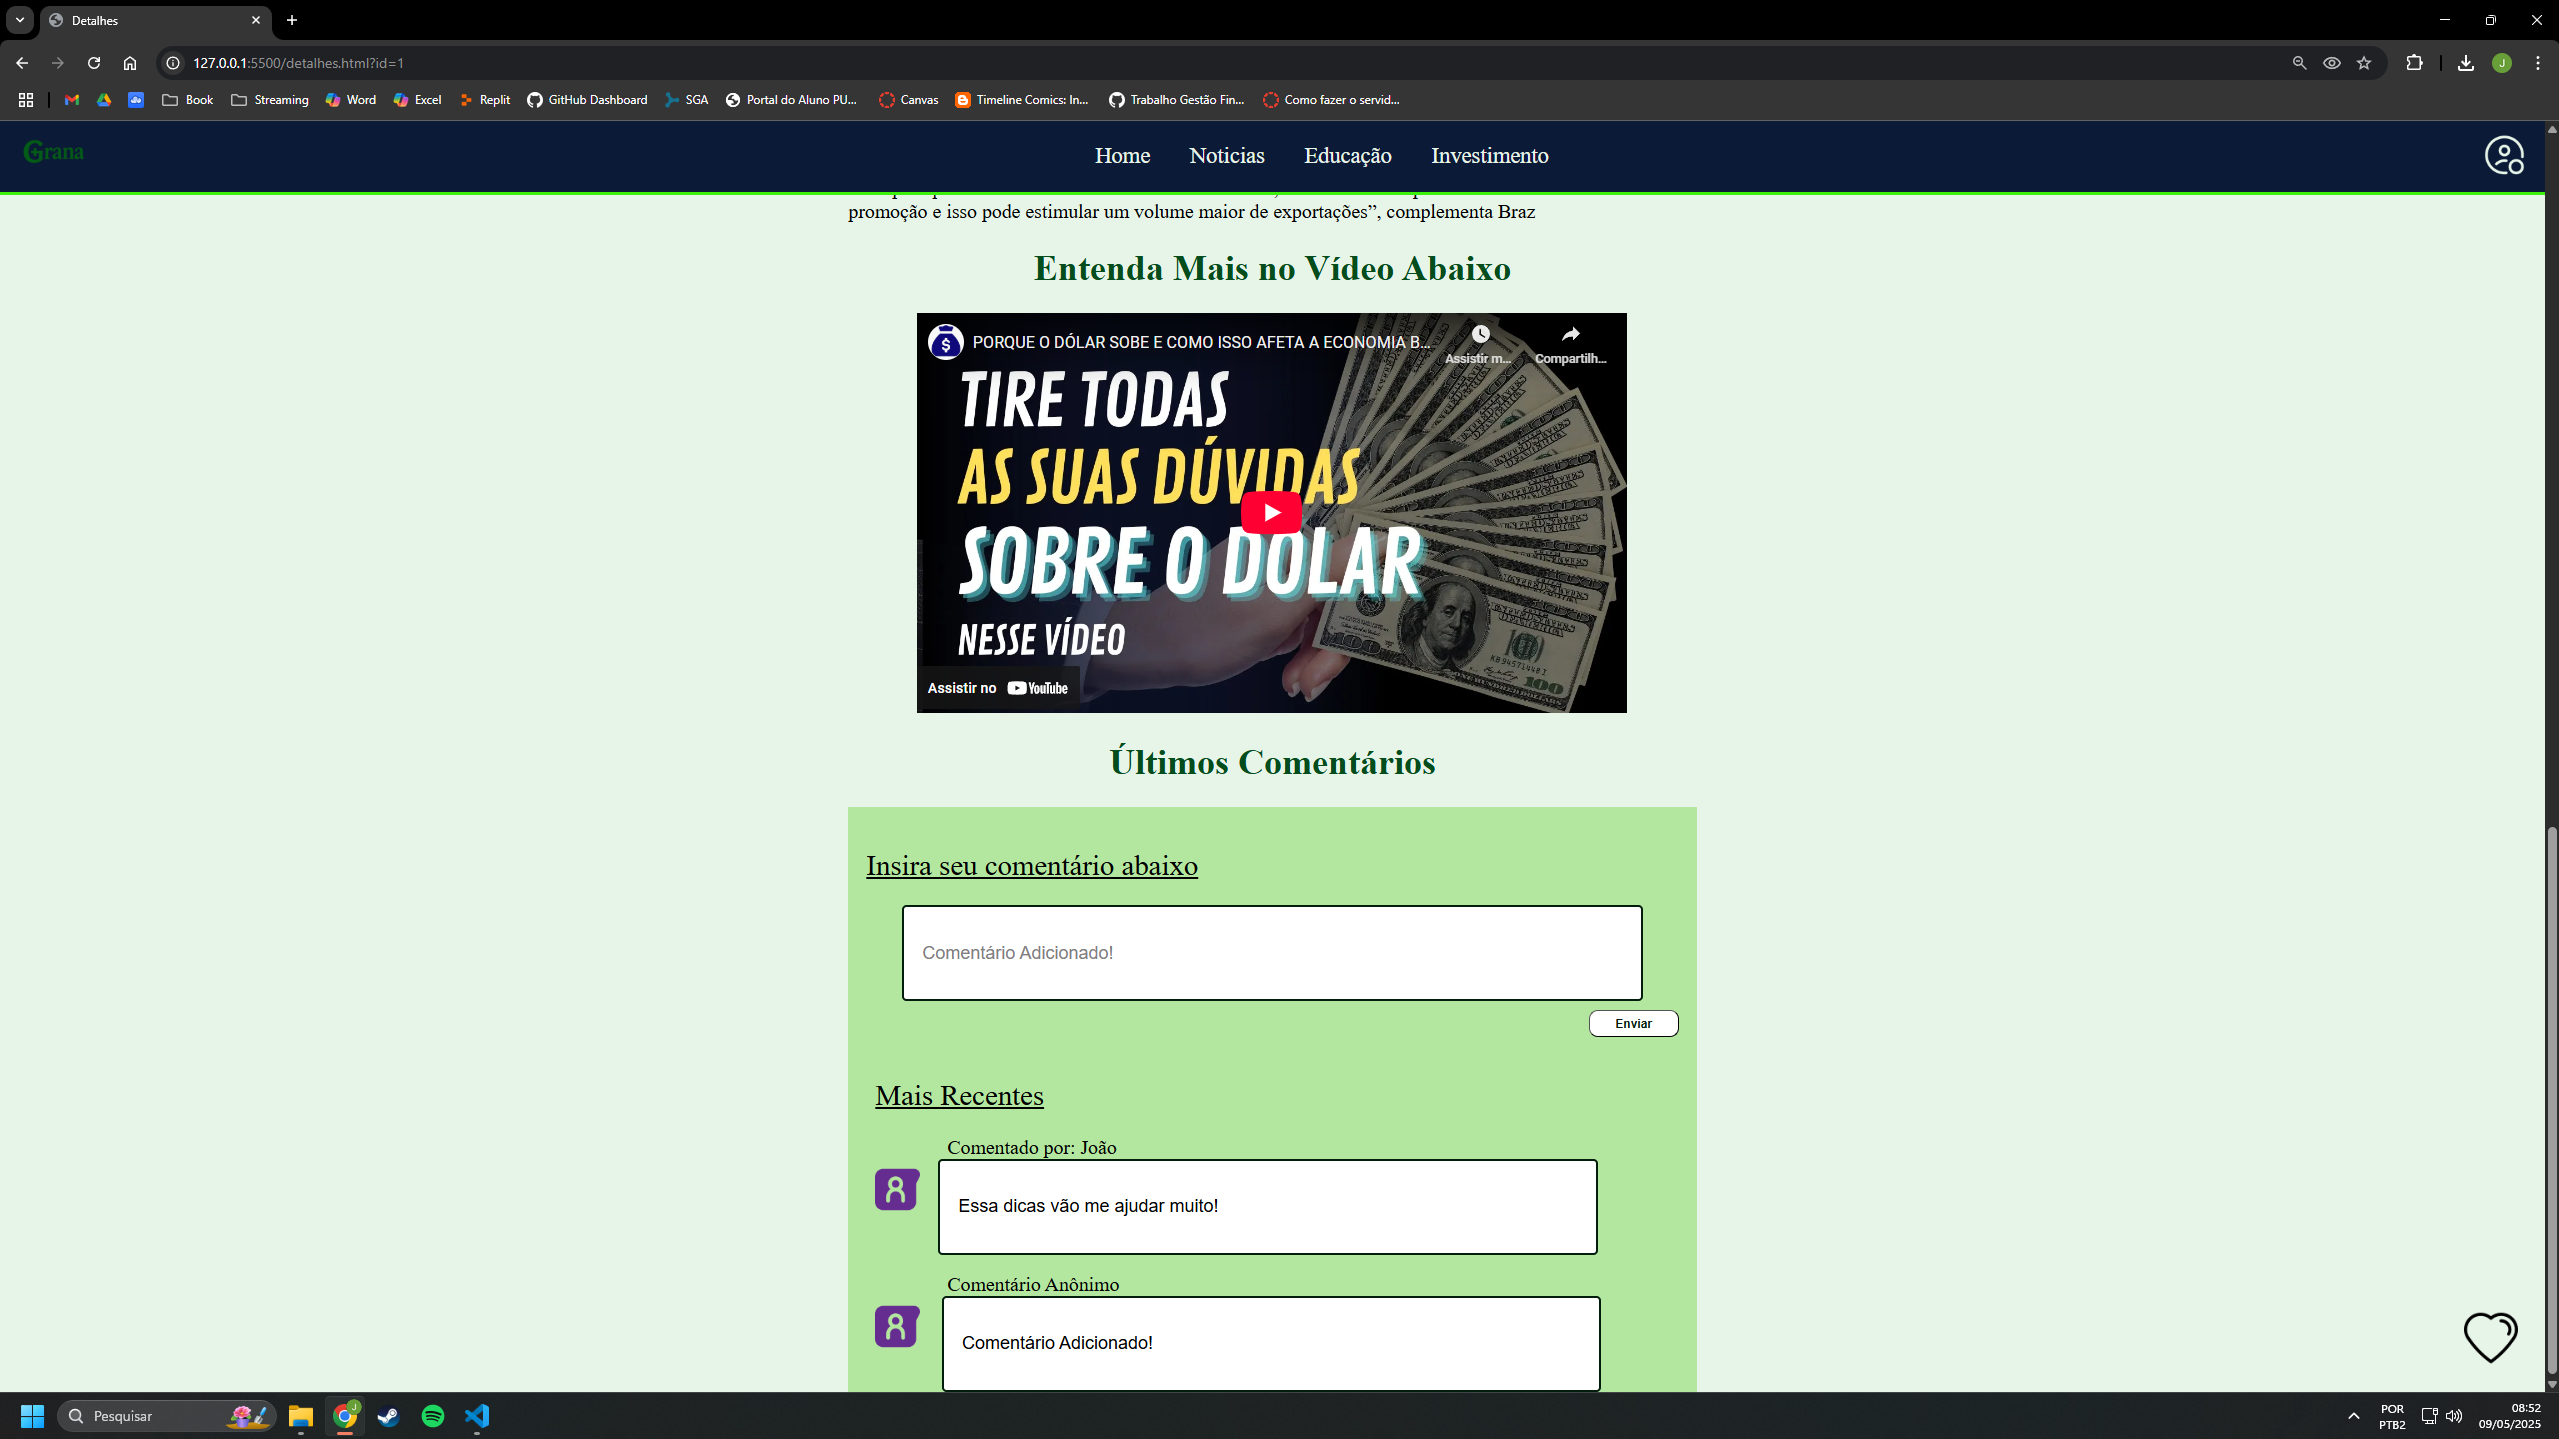 Detalhes
127.0.0.1:5500/detalhes.html?id=1
J
Book
Streaming
Word
Excel
Replit
GitHub Dashboard
SGA
Portal do Aluno PU...
Canvas
Timeline Comics: In...
Trabalho Gestão Fin...
Como fazer o servid...
Grana
Home
Noticias
Educação
Investimento
promoção e isso pode estimular um volume maior de exportações”, complementa Braz
Entenda Mais no Vídeo Abaixo
PORQUE O DÓLAR SOBE E COMO ISSO AFETA A ECONOMIA B...
Assistir m...
Compartilh...
TIRE TODAS
AS SUAS DÚVIDAS
SOBRE O DOLAR
NESSE VÍDEO
KB 94571448 I
100
Assistir no YouTube
Últimos Comentários
Insira seu comentário abaixo
Comentário Adicionado!
Enviar
Mais Recentes
Comentado por: João
Essa dicas vão me ajudar muito!
Comentário Anônimo
Comentário Adicionado!
Pesquisar
J
POR
PTB2
08:52
09/05/2025